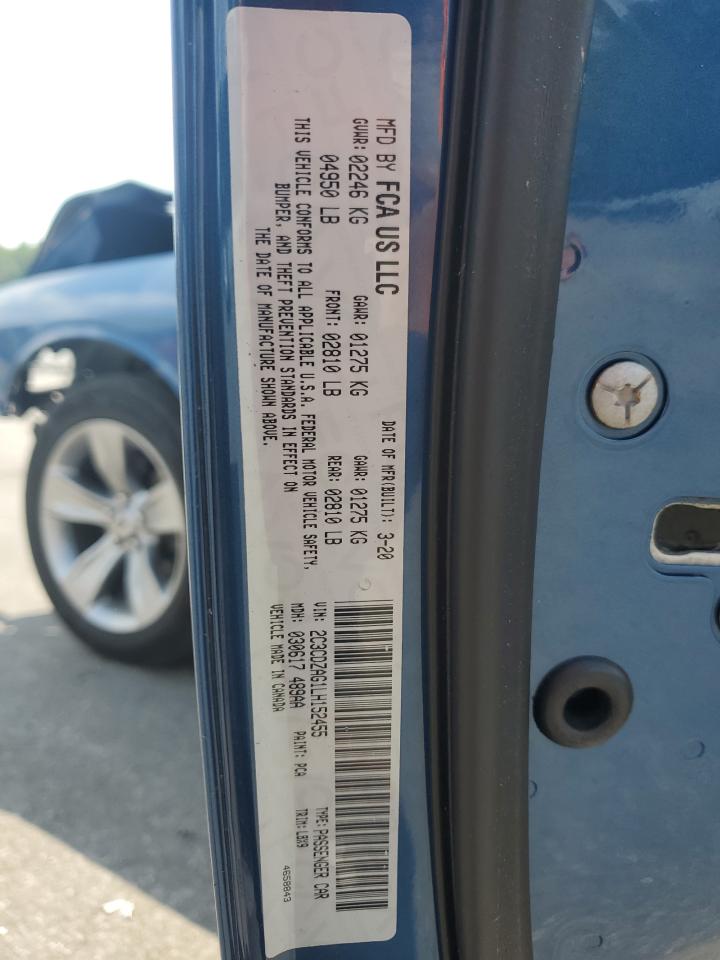 MFD BY FCA US LLC
DATE OF MFR(BUILT): 3-20
GVWR: 02246 KG GAWR: 01275 KG GAWR: 01275 KG
04950 LB FRONT: 02810 LB REAR: 02810 LB
THIS VEHICLE CONFORMS TO ALL APPLICABLE U.S.A. FEDERAL MOTOR VEHICLE SAFETY,
BUMPER, AND THEFT PREVENTION STANDARDS IN EFFECT ON
THE DATE OF MANUFACTURE SHOWN ABOVE.
VIN: 2C3CDZAG1LH152455 TYPE: PASSENGER CAR
MDH: 030617 489AA PAINT: PCA TRIM: LBX9
VEHICLE MADE IN CANADA 4658043